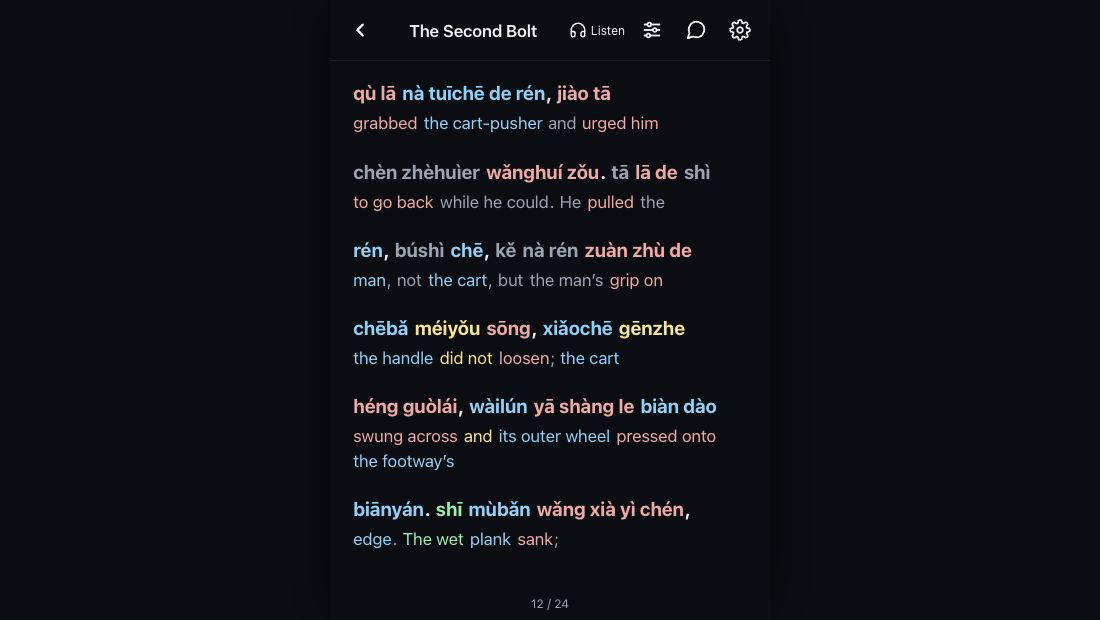 The Second Bolt Listen
qù lā nà tuīchē de rén, jiào tā
grabbed the cart-pusher and urged him
chèn zhèhuìer wǎnghuí zǒu. tā lā de shì
to go back while he could. He pulled the
rén, búshì chē, kě nà rén zuàn zhù de
man, not the cart, but the man’s grip on
chēbǎ méiyǒu sōng, xiǎochē gēnzhe
the handle did not loosen; the cart
héng guòlái, wàilún yā shàng le biàn dào
swung across and its outer wheel pressed onto
the footway’s
biānyán. shī mùbǎn wǎng xià yì chén,
edge. The wet plank sank;
12 / 24